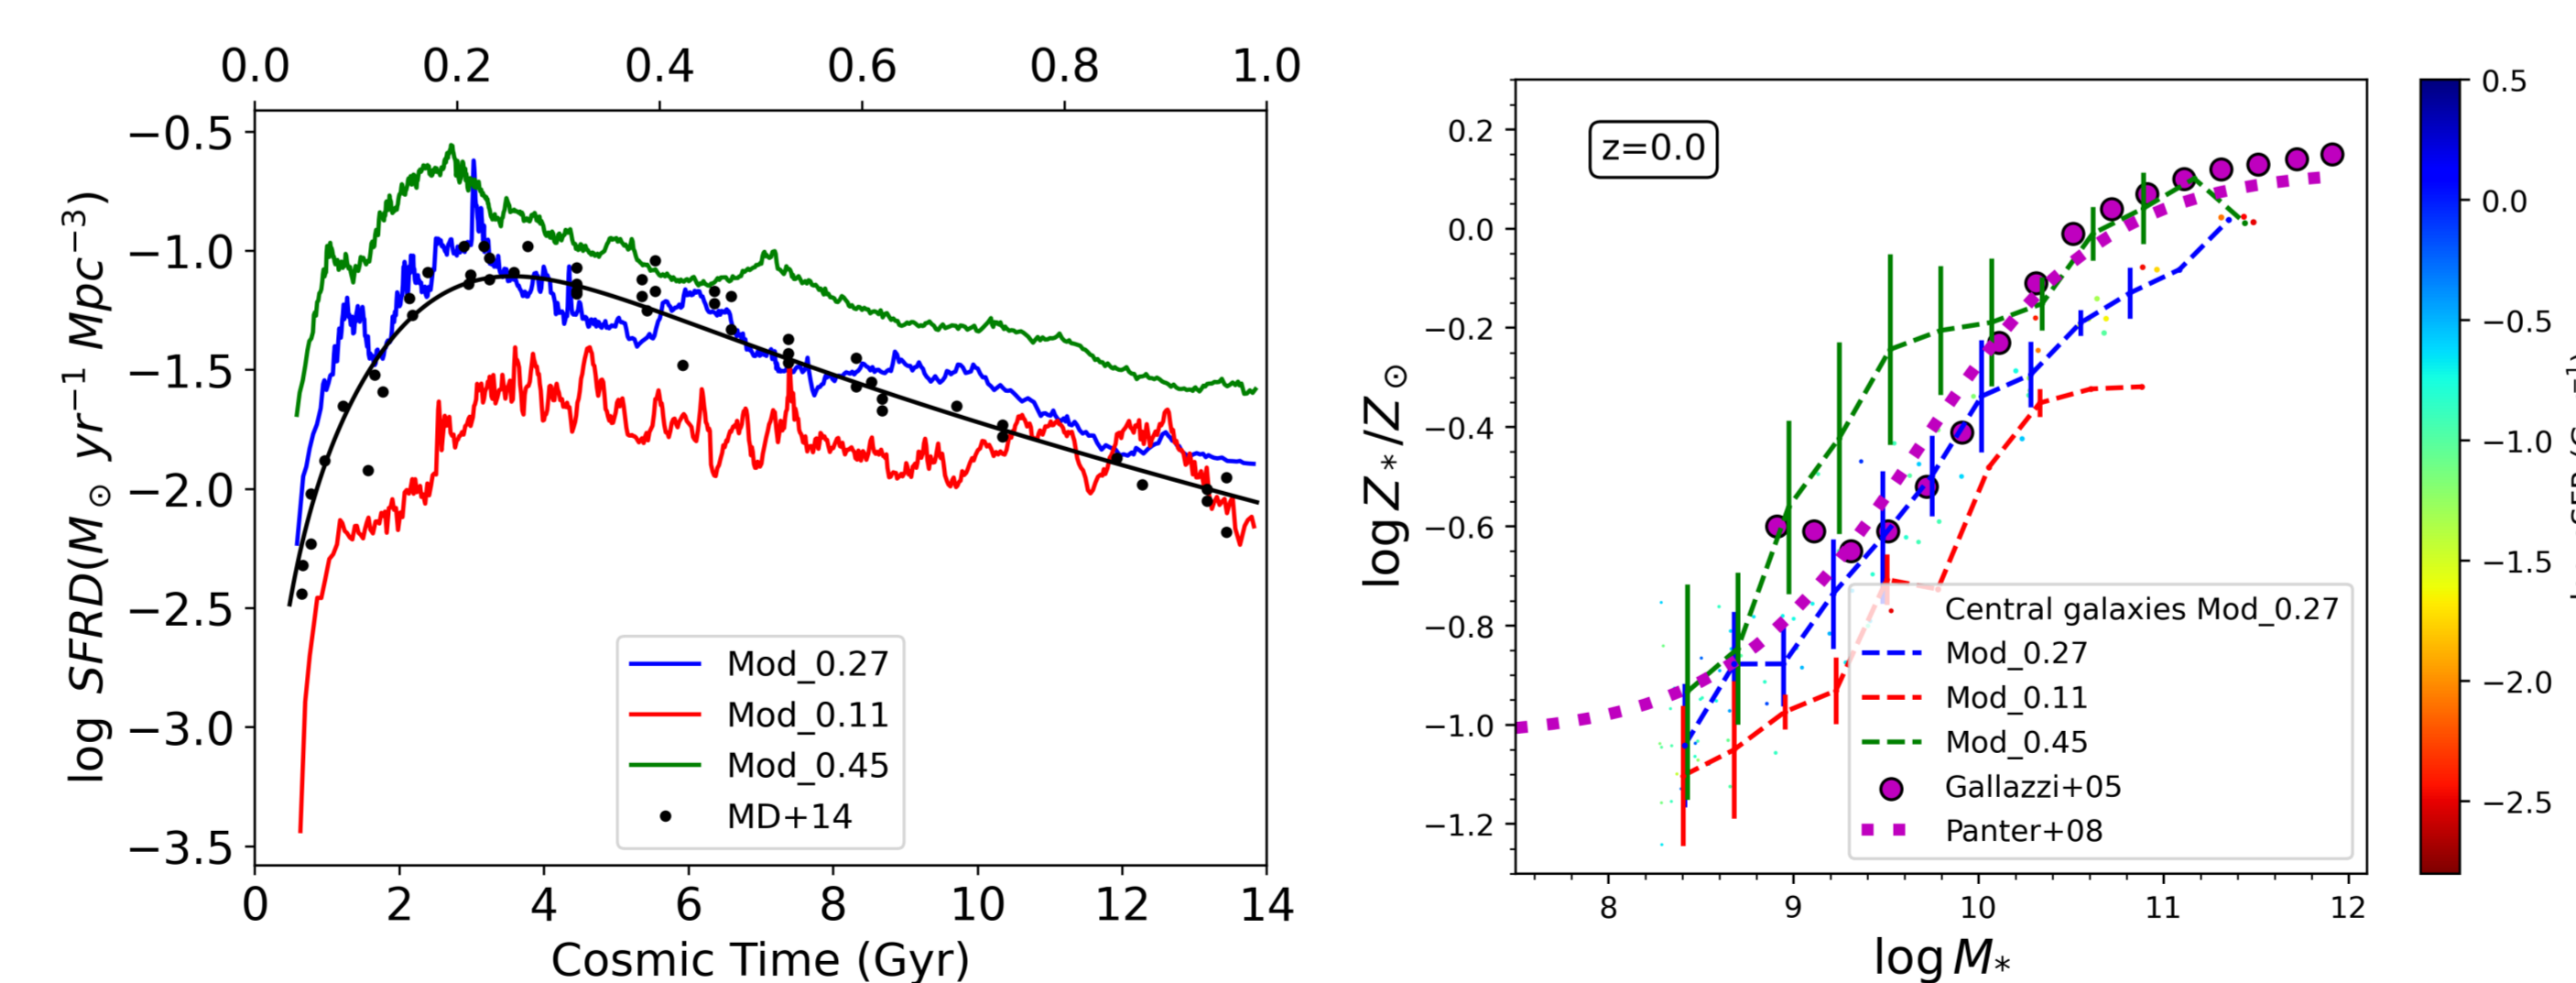 0.0 0.2 0.4 0.6 0.8 1.0
−0.5
−1.0
−1.5
−2.0
−2.5
−3.0
−3.5
log SFRD(M⊙ yr⁻¹ Mpc⁻³)
Mod_0.27
Mod_0.11
Mod_0.45
MD+14
0 2 4 6 8 10 12 14
Cosmic Time (Gyr)
z=0.0
0.2
0.0
−0.2
−0.4
−0.6
−0.8
−1.0
−1.2
log Z*/Z⊙
Central galaxies Mod_0.27
Mod_0.27
Mod_0.11
Mod_0.45
Gallazzi+05
Panter+08
8 9 10 11 12
log M*
0.5
0.0
−0.5
−1.0
−1.5
−2.0
−2.5